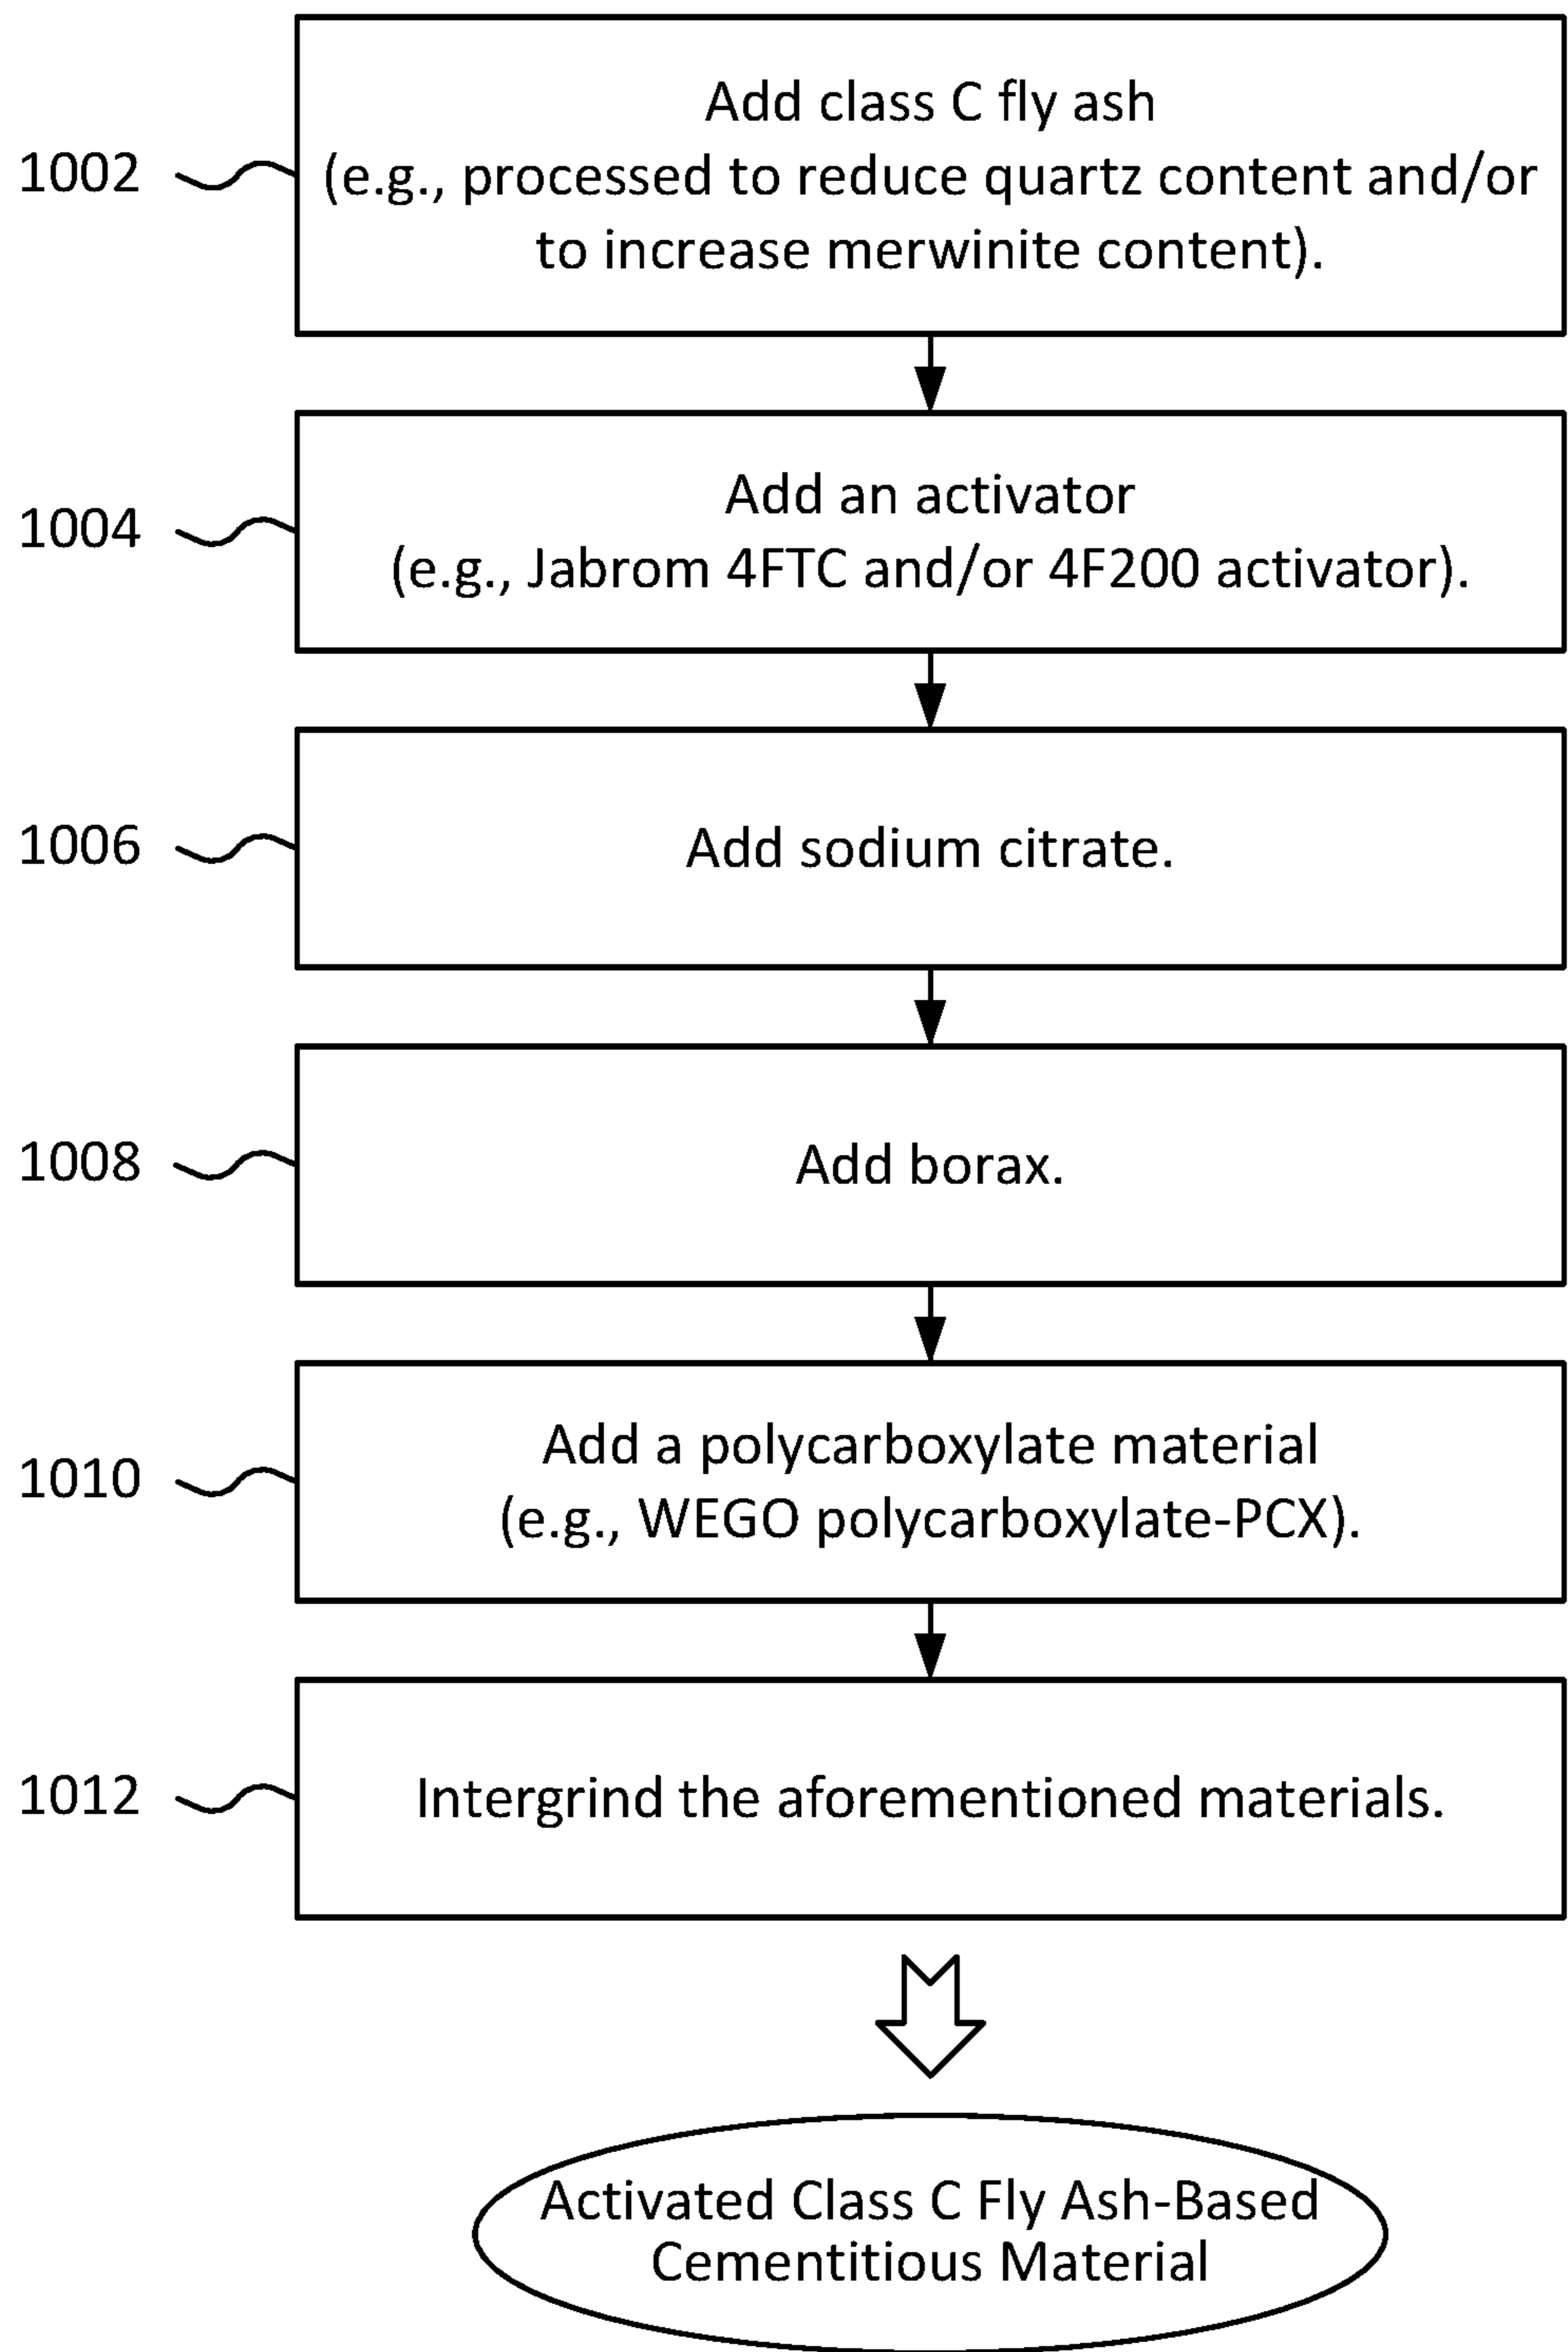 Add class C fly ash
1002
(e.g., processed to reduce quartz content and/or
to increase merwinite content).
Add an activator
1004
(e.g., Jabrom 4FTC and/or 4F200 activator).
1006
Add sodium citrate.
1008
Add borax.
Add a polycarboxylate material
1010
(e.g., WEGO polycarboxylate-PCX).
1012
Intergrind the aforementioned materials.
Activated Class C Fly Ash-Based
Cementitious Material